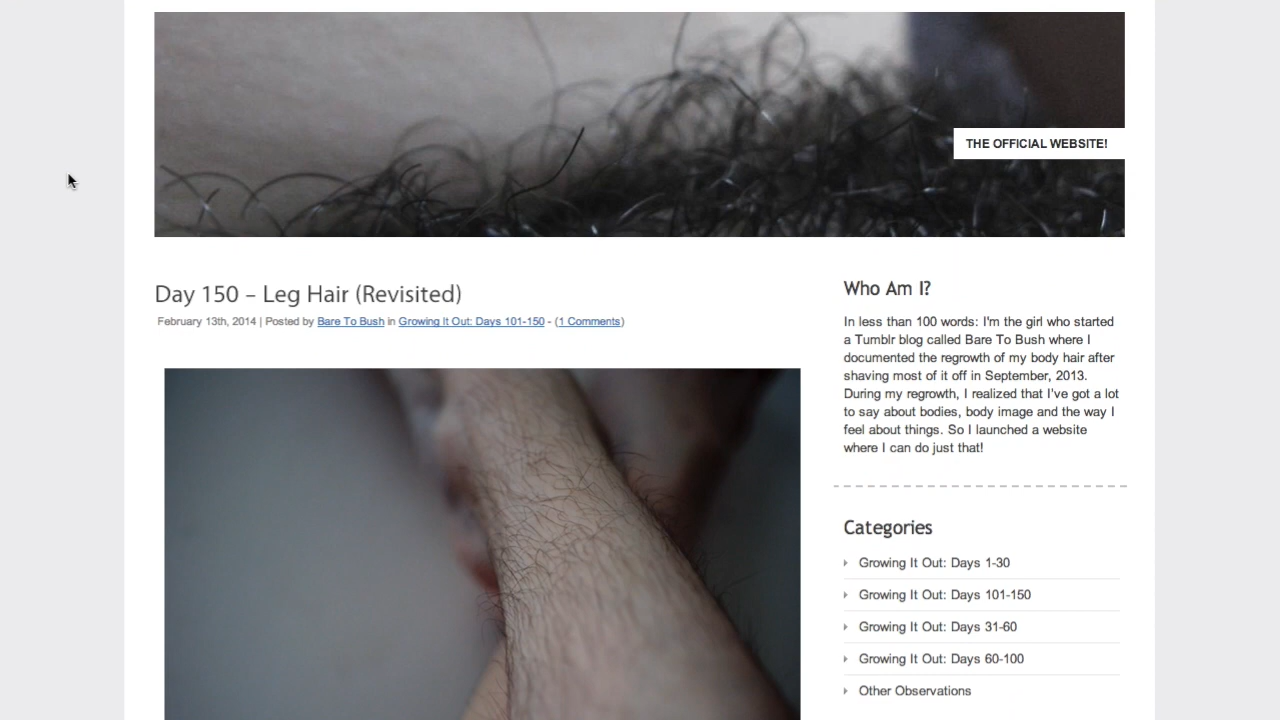 THE OFFICIAL WEBSITE!
Day 150 – Leg Hair (Revisited)
February 13th, 2014 | Posted by Bare To Bush in Growing It Out: Days 101-150 - (1 Comments)
Who Am I?
In less than 100 words: I'm the girl who started
a Tumblr blog called Bare To Bush where I
documented the regrowth of my body hair after
shaving most of it off in September, 2013.
During my regrowth, I realized that I've got a lot
to say about bodies, body image and the way I
feel about things. So I launched a website
where I can do just that!
Categories
Growing It Out: Days 1-30
Growing It Out: Days 101-150
Growing It Out: Days 31-60
Growing It Out: Days 60-100
Other Observations